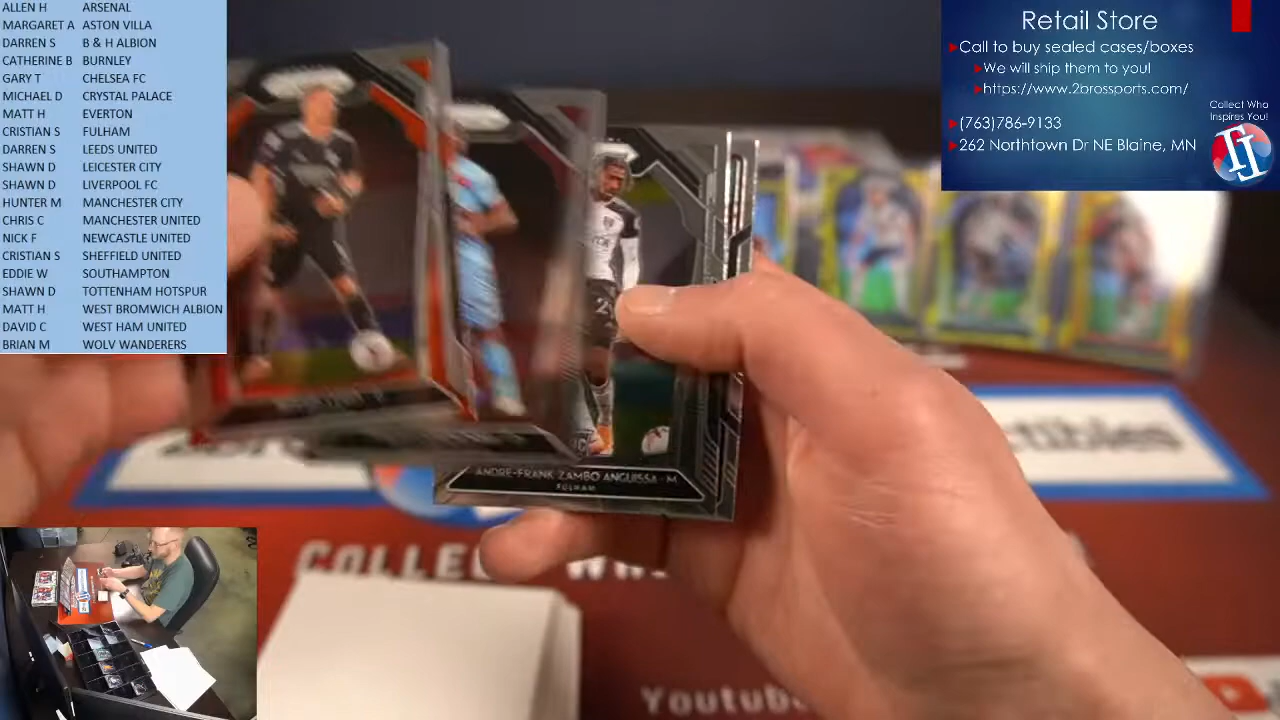 ALLEN H ARSENAL
MARGARET A ASTON VILLA
DARREN S B & H ALBION
CATHERINE B BURNLEY
GARY T CHELSEA FC
MICHAEL D CRYSTAL PALACE
MATT H EVERTON
CRISTIAN S FULHAM
DARREN S LEEDS UNITED
SHAWN D LEICESTER CITY
SHAWN D LIVERPOOL FC
HUNTER M MANCHESTER CITY
CHRIS C MANCHESTER UNITED
NICK F NEWCASTLE UNITED
CRISTIAN S SHEFFIELD UNITED
EDDIE W SOUTHAMPTON
SHAWN D TOTTENHAM HOTSPUR
MATT H WEST BROMWICH ALBION
DAVID C WEST HAM UNITED
BRIAN M WOLV WANDERERS
Retail Store
Call to buy sealed cases/boxes
We will ship them to you!
https://www.2brossports.com/
(763)786-9133
262 Northtown Dr NE Blaine, MN
Collect Who
Inspires You!
ANDRE-FRANK ZAMBO ANGUISSA - M
FULHAM
Youtube